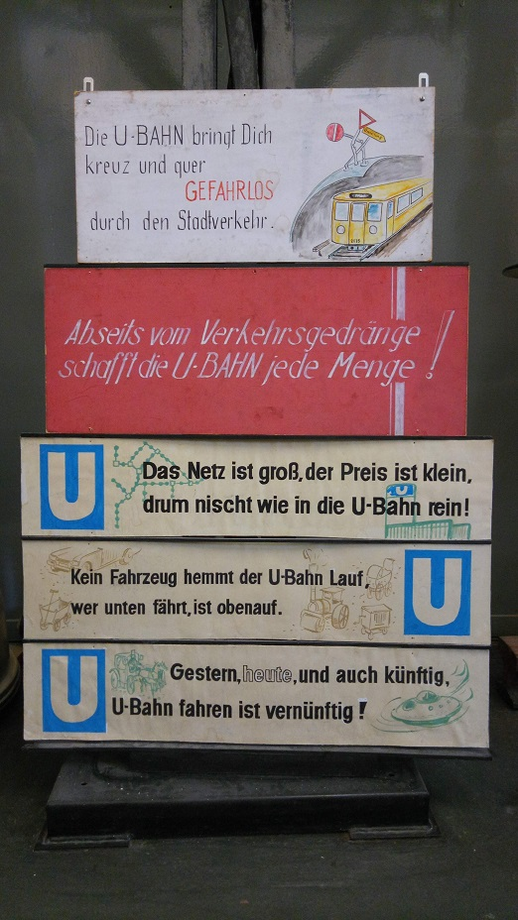 Die U-BAHN bringt Dich
kreuz und quer
GEFAHRLOS
durch den Stadtverkehr.
Abseits vom Verkehrsgedränge
schafft die U-BAHN jede Menge!
U
Das Netz ist groß, der Preis ist klein,
drum nischt wie in die U-Bahn rein!
U
Kein Fahrzeug hemmt der U-Bahn Lauf,
wer unten fährt, ist obenauf.
U
U
Gestern, heute, und auch künftig,
U-Bahn fahren ist vernünftig!